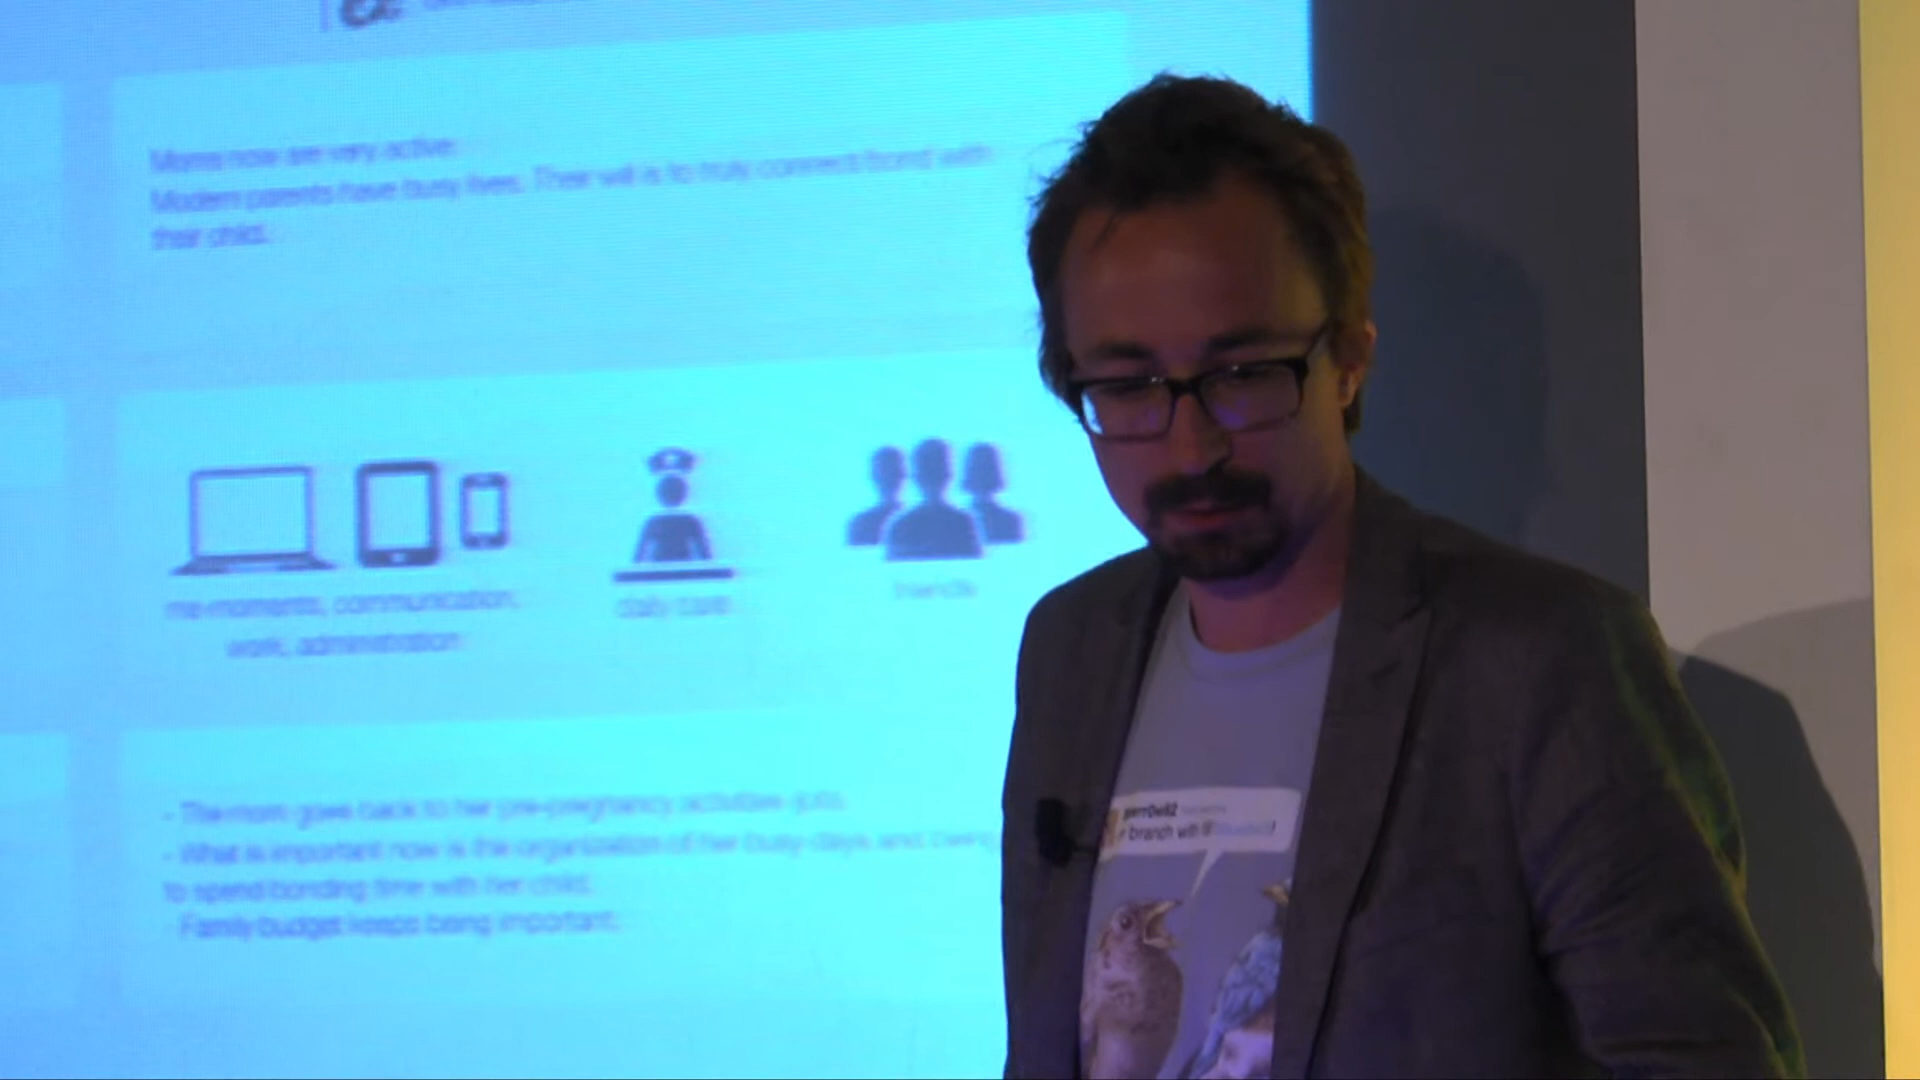 Moms now are very active.
Modern parents have busy lives. Their will is to truly connect/bond with
their child.
me-moments, communication,
work, administration
daily care
friends
- The mom goes back to her pre-pregnancy activities (job).
- What is important now is the organization of her busy days and
to spend bonding time with her child.
- Family budget keeps being important.
branch with